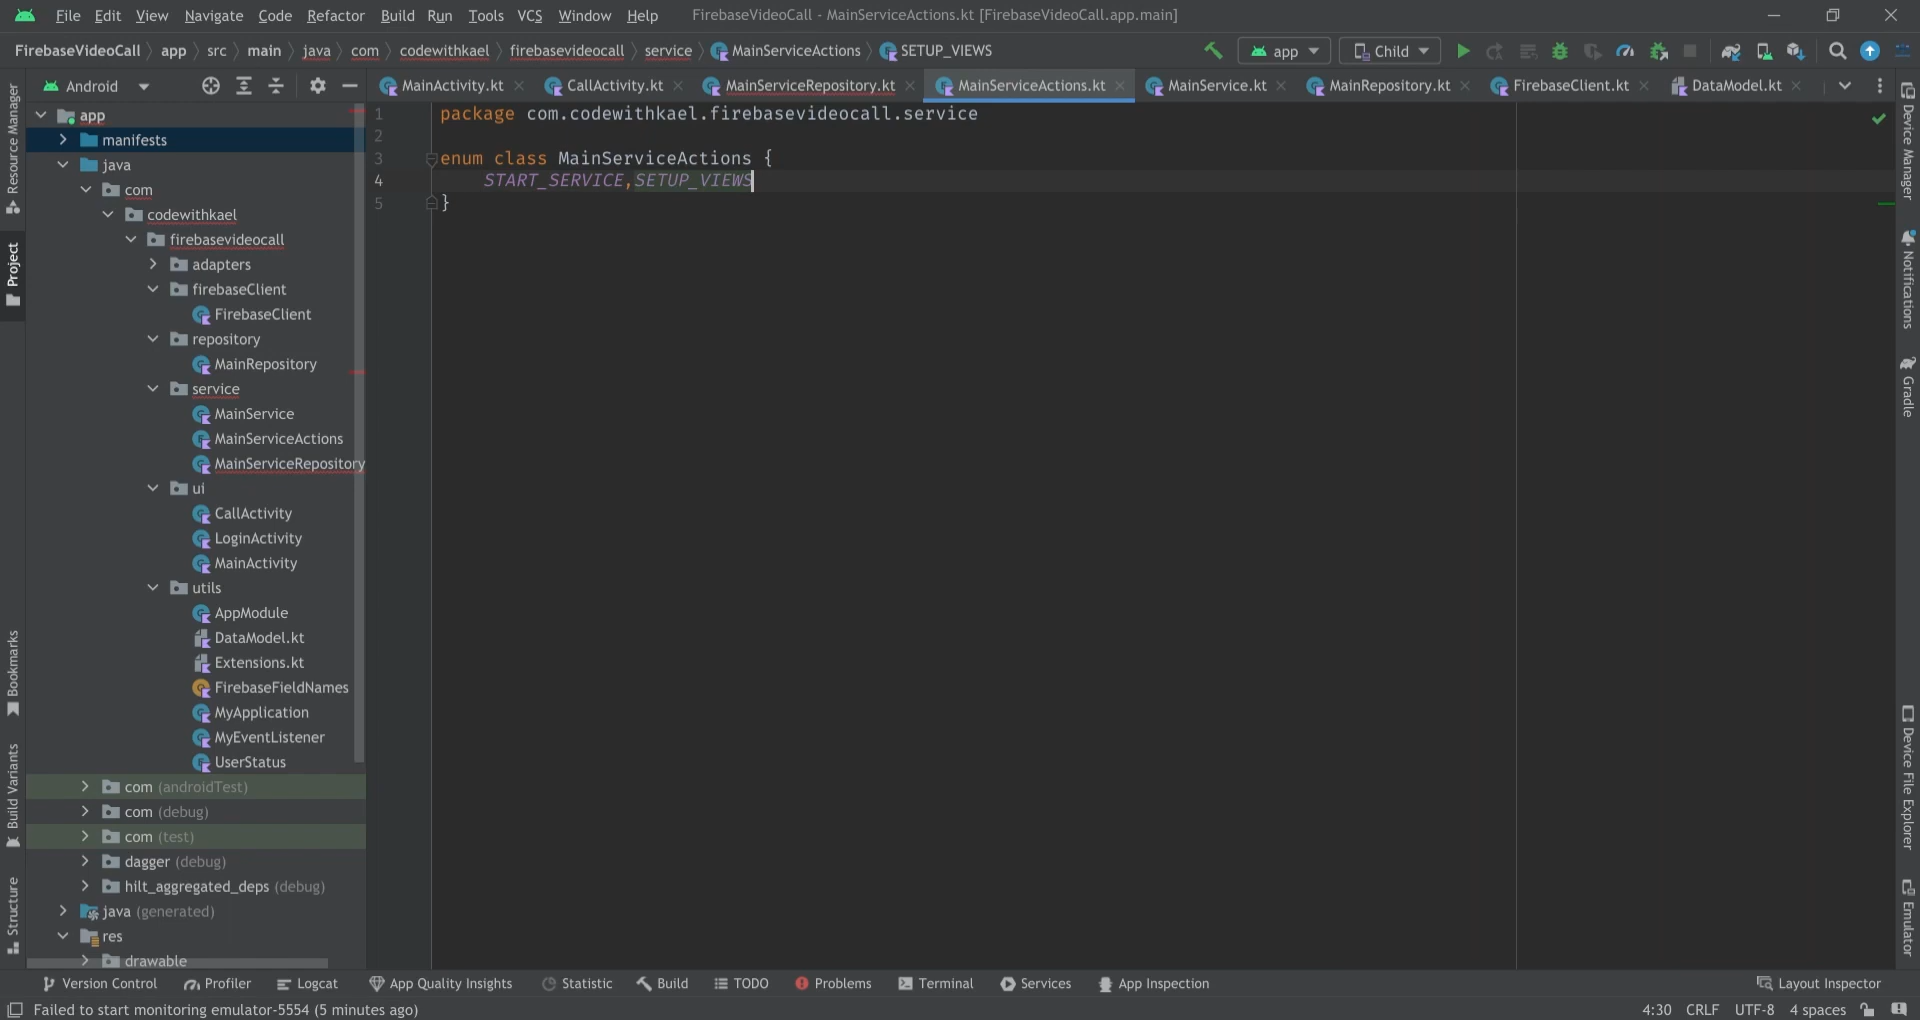 File Edit View Navigate Code Refactor Build Run Tools VCS Window Help FirebaseVideoCall - MainServiceActions.kt [FirebaseVideoCall.app.main]
FirebaseVideoCall app src main java com codewithkael firebasevideocall service MainServiceActions SETUP_VIEWS app Child
Android MainActivity.kt CallActivity.kt MainServiceRepository.kt MainServiceActions.kt MainService.kt MainRepository.kt FirebaseClient.kt DataModel.kt
Resource Manager
Project
Bookmarks
Build Variants
Structure
app
manifests
java
com
codewithkael
firebasevideocall
adapters
firebaseClient
FirebaseClient
repository
MainRepository
service
MainService
MainServiceActions
MainServiceRepository
ui
CallActivity
LoginActivity
MainActivity
utils
AppModule
DataModel.kt
Extensions.kt
FirebaseFieldNames
MyApplication
MyEventListener
UserStatus
com (androidTest)
com (debug)
com (test)
dagger (debug)
hilt_aggregated_deps (debug)
java (generated)
res
drawable
1 package com.codewithkael.firebasevideocall.service
2
3 enum class MainServiceActions {
4 START_SERVICE,SETUP_VIEWS
5 }
Device Manager
Notifications
Gradle
Device File Explorer
Emulator
Version Control Profiler Logcat App Quality Insights Statistic Build TODO Problems Terminal Services App Inspection Layout Inspector
Failed to start monitoring emulator-5554 (5 minutes ago) 4:30 CRLF UTF-8 4 spaces